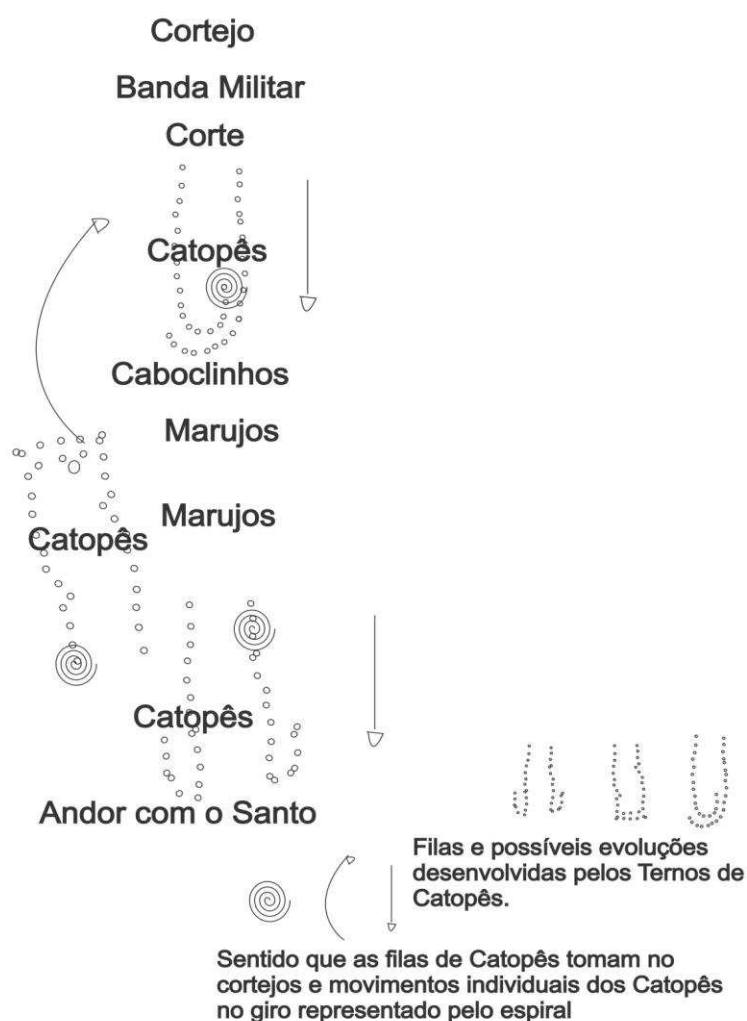 Cortejo
Banda Militar
Corte
Catopês
Caboclinhos
Marujos
Marujos
Catopês
Catopês
Andor com o Santo
Filas e possíveis evoluções
desenvolvidas pelos Ternos de
Catopês.
Sentido que as filas de Catopês tomam no
cortejos e movimentos individuais dos Catopês
no giro representado pelo espiral